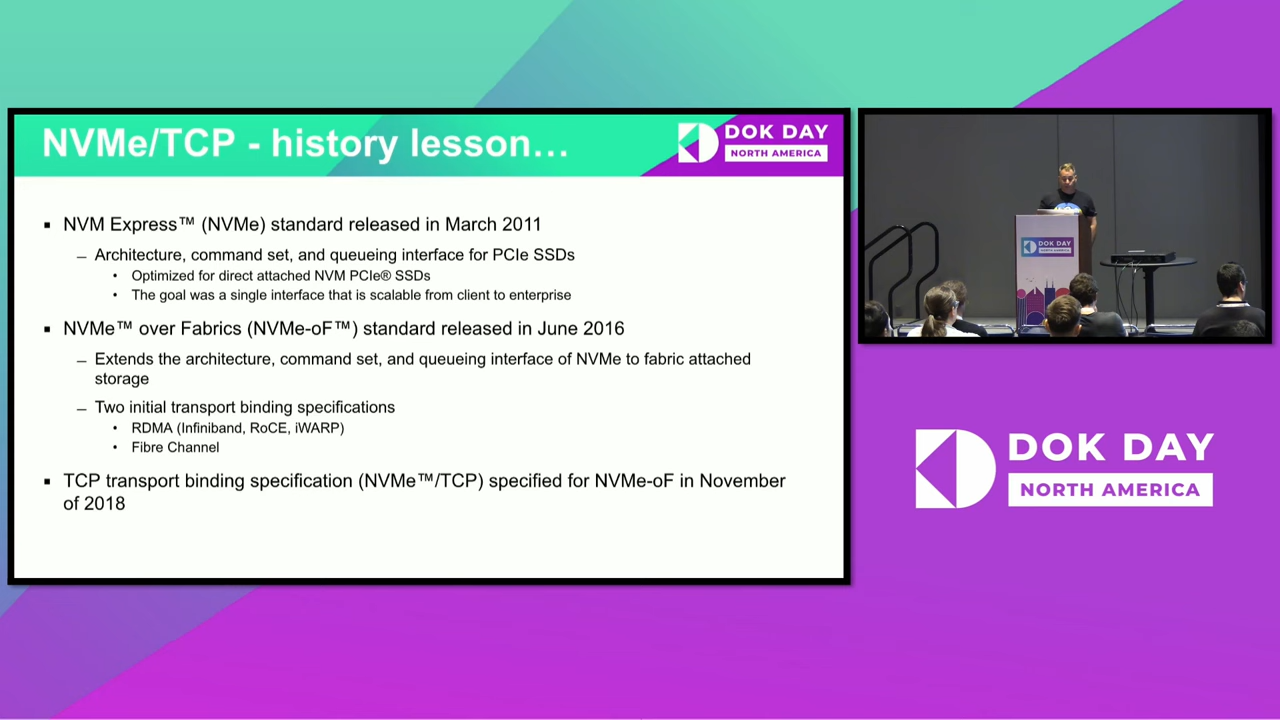 NVMe/TCP - history lesson…
DOK DAY
NORTH AMERICA
▪ NVM Express™ (NVMe) standard released in March 2011
– Architecture, command set, and queueing interface for PCIe SSDs
• Optimized for direct attached NVM PCIe® SSDs
• The goal was a single interface that is scalable from client to enterprise
▪ NVMe™ over Fabrics (NVMe-oF™) standard released in June 2016
– Extends the architecture, command set, and queueing interface of NVMe to fabric attached
storage
– Two initial transport binding specifications
• RDMA (Infiniband, RoCE, iWARP)
• Fibre Channel
▪ TCP transport binding specification (NVMe™/TCP) specified for NVMe-oF in November
of 2018
DOK DAY
NORTH AMERICA
DOK DAY
NORTH AMERICA